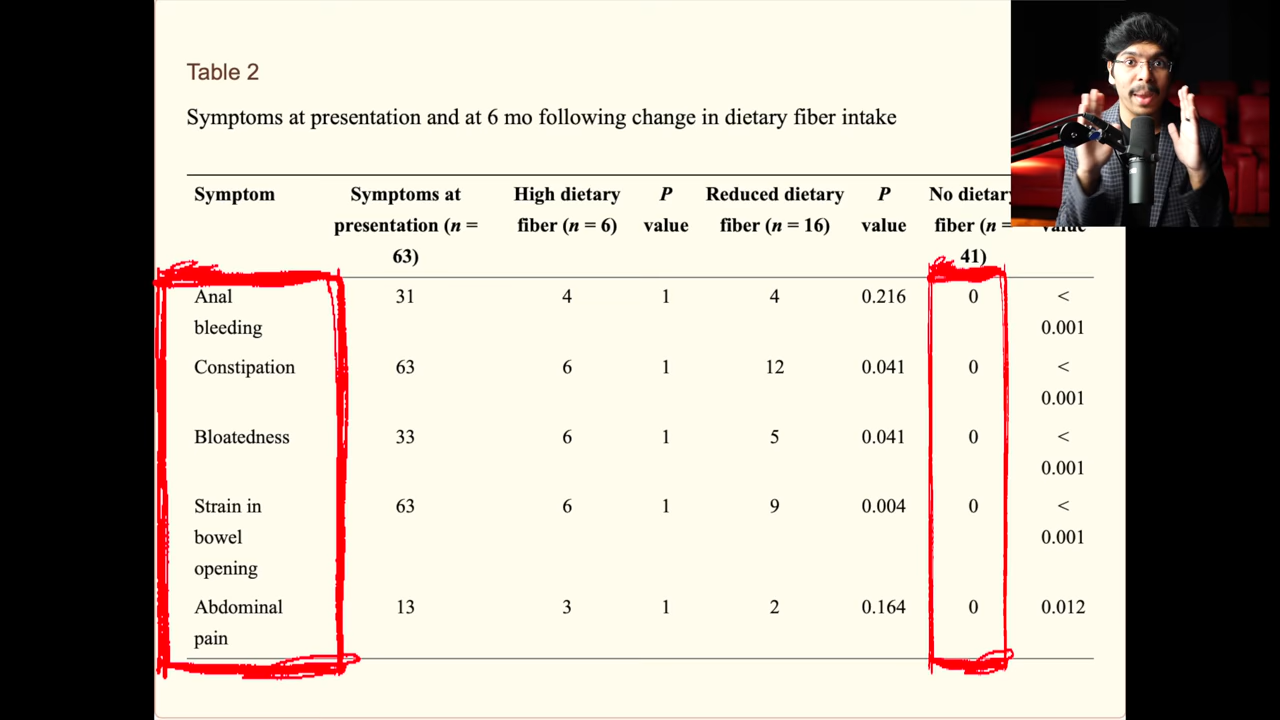 Table 2
Symptoms at presentation and at 6 mo following change in dietary fiber intake
Symptom Symptoms at High dietary P Reduced dietary P No dietary
presentation (n = fiber (n = 6) value fiber (n = 16) value fiber (n = value
63) 41)
Anal 31 4 1 4 0.216 0 <
bleeding 0.001
Constipation 63 6 1 12 0.041 0 <
0.001
Bloatedness 33 6 1 5 0.041 0 <
0.001
Strain in 63 6 1 9 0.004 0 <
bowel 0.001
opening
Abdominal 13 3 1 2 0.164 0 0.012
pain